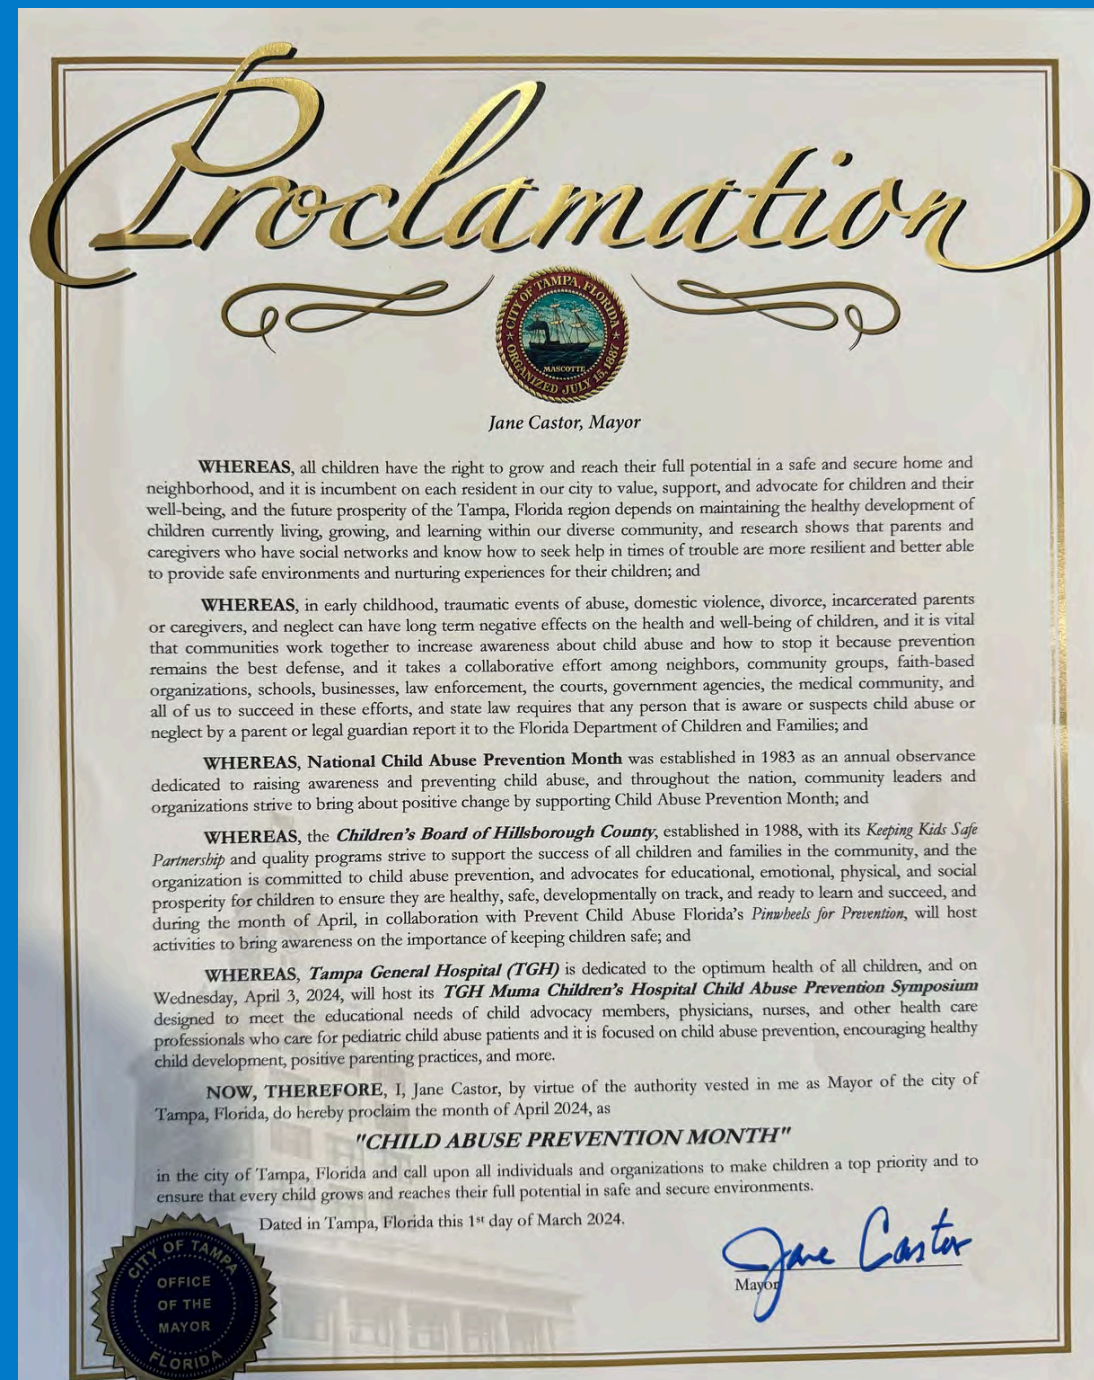 Proclamation
CITY OF TAMPA, FLORIDA
MASCOTTE
ORGANIZED JULY 15, 1887
Jane Castor, Mayor
WHEREAS, all children have the right to grow and reach their full potential in a safe and secure home and
neighborhood, and it is incumbent on each resident in our city to value, support, and advocate for children and their
well-being, and the future prosperity of the Tampa, Florida region depends on maintaining the healthy development of
children currently living, growing, and learning within our diverse community, and research shows that parents and
caregivers who have social networks and know how to seek help in times of trouble are more resilient and better able
to provide safe environments and nurturing experiences for their children; and
WHEREAS, in early childhood, traumatic events of abuse, domestic violence, divorce, incarcerated parents
or caregivers, and neglect can have long term negative effects on the health and well-being of children, and it is vital
that communities work together to increase awareness about child abuse and how to stop it because prevention
remains the best defense, and it takes a collaborative effort among neighbors, community groups, faith-based
organizations, schools, businesses, law enforcement, the courts, government agencies, the medical community, and
all of us to succeed in these efforts, and state law requires that any person that is aware or suspects child abuse or
neglect by a parent or legal guardian report it to the Florida Department of Children and Families; and
WHEREAS, National Child Abuse Prevention Month was established in 1983 as an annual observance
dedicated to raising awareness and preventing child abuse, and throughout the nation, community leaders and
organizations strive to bring about positive change by supporting Child Abuse Prevention Month; and
WHEREAS, the Children's Board of Hillsborough County, established in 1988, with its Keeping Kids Safe
Partnership and quality programs strive to support the success of all children and families in the community, and the
organization is committed to child abuse prevention, and advocates for educational, emotional, physical, and social
prosperity for children to ensure they are healthy, safe, developmentally on track, and ready to learn and succeed, and
during the month of April, in collaboration with Prevent Child Abuse Florida's Pinwheels for Prevention, will host
activities to bring awareness on the importance of keeping children safe; and
WHEREAS, Tampa General Hospital (TGH) is dedicated to the optimum health of all children, and on
Wednesday, April 3, 2024, will host its TGH Muma Children's Hospital Child Abuse Prevention Symposium
designed to meet the educational needs of child advocacy members, physicians, nurses, and other health care
professionals who care for pediatric child abuse patients and it is focused on child abuse prevention, encouraging healthy
child development, positive parenting practices, and more.
NOW, THEREFORE, I, Jane Castor, by virtue of the authority vested in me as Mayor of the city of
Tampa, Florida, do hereby proclaim the month of April 2024, as
"CHILD ABUSE PREVENTION MONTH"
in the city of Tampa, Florida and call upon all individuals and organizations to make children a top priority and to
ensure that every child grows and reaches their full potential in safe and secure environments.
Dated in Tampa, Florida this 1st day of March 2024.
Jane Castor
Mayor
CITY OF TAMPA
OFFICE
OF THE
MAYOR
FLORIDA